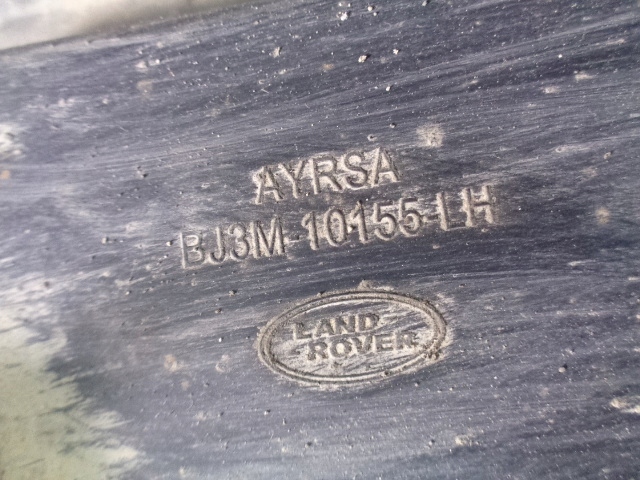 AYRSA
BJ3M-10155-LH
LAND
ROVER